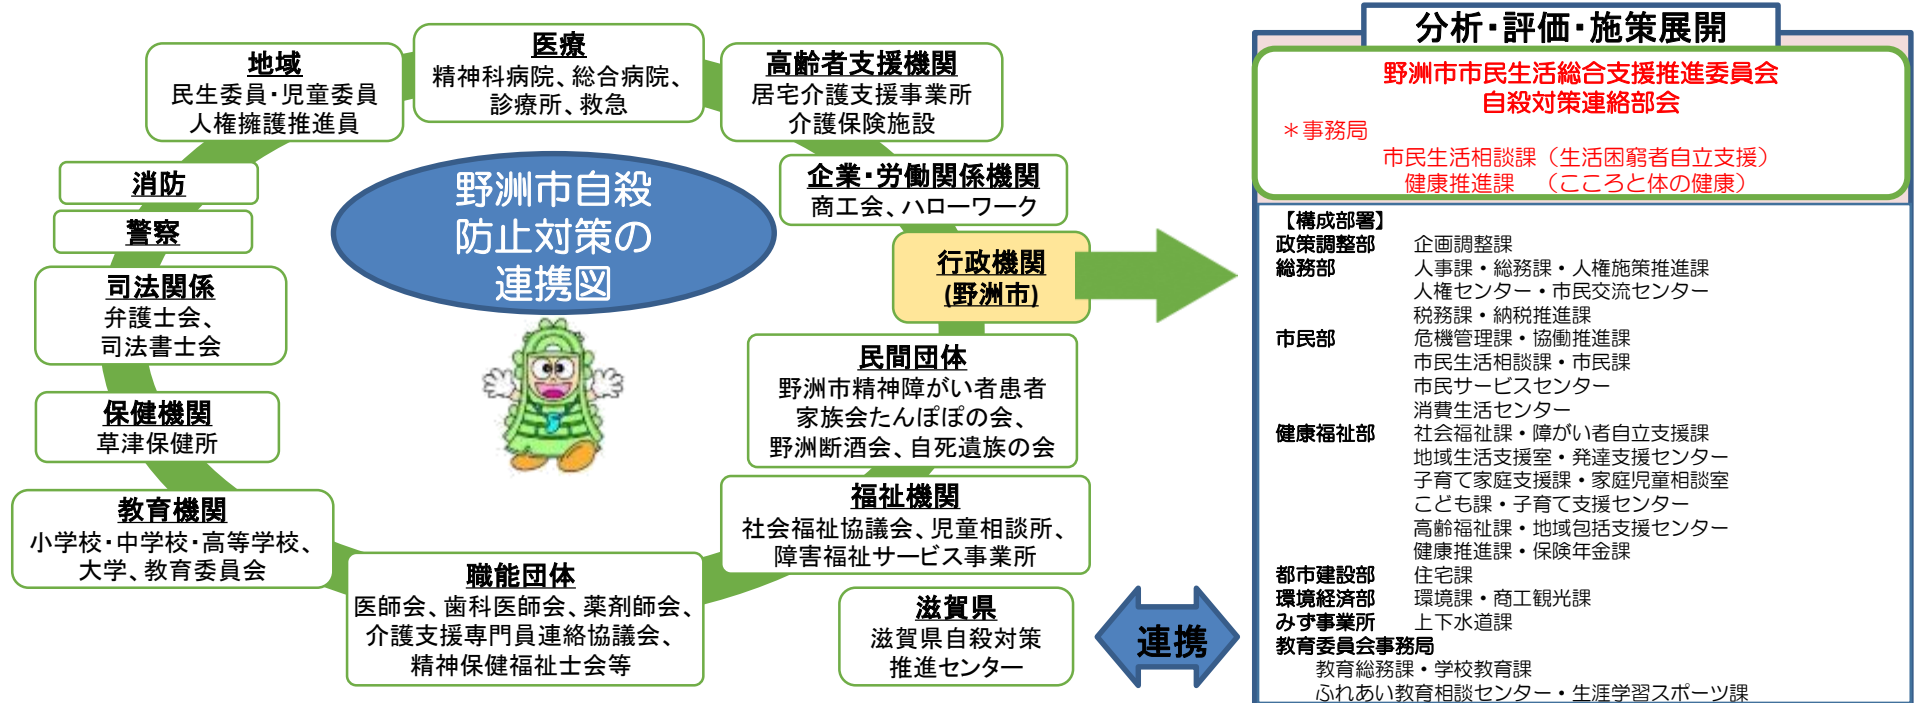 野洲市自殺
防止対策の
連携図
医療
精神科病院、総合病院、
診療所、救急
高齢者支援機関
居宅介護支援事業所
介護保険施設
企業・労働関係機関
商工会、ハローワーク
行政機関
(野洲市)
民間団体
野洲市精神障がい者患者
家族会たんぽぽの会、
野洲断酒会、自死遺族の会
福祉機関
社会福祉協議会、児童相談所、
障害福祉サービス事業所
職能団体
医師会、歯科医師会、薬剤師会、
介護支援専門員連絡協議会、
精神保健福祉士会等
教育機関
小学校・中学校・高等学校、
大学、教育委員会
保健機関
草津保健所
司法関係
弁護士会、
司法書士会
警察
消防
地域
民生委員・児童委員
人権擁護推進員
滋賀県
滋賀県自殺対策
推進センター
連携
分析・評価・施策展開
野洲市市民生活総合支援推進委員会
自殺対策連絡部会
＊事務局
市民生活相談課（生活困窮者自立支援）
健康推進課　（こころと体の健康）
【構成部署】
政策調整部　企画調整課
総務部　人事課・総務課・人権施策推進課
人権センター・市民交流センター
税務課・納税推進課
市民部　危機管理課・協働推進課
市民生活相談課・市民課
市民サービスセンター
消費生活センター
健康福祉部　社会福祉課・障がい者自立支援課
地域生活支援室・発達支援センター
子育て家庭支援課・家庭児童相談室
こども課・子育て支援センター
高齢福祉課・地域包括支援センター
健康推進課・保険年金課
都市建設部　住宅課
環境経済部　環境課・商工観光課
みず事業所　上下水道課
教育委員会事務局
教育総務課・学校教育課
ふれあい教育相談センター・生涯学習スポーツ課